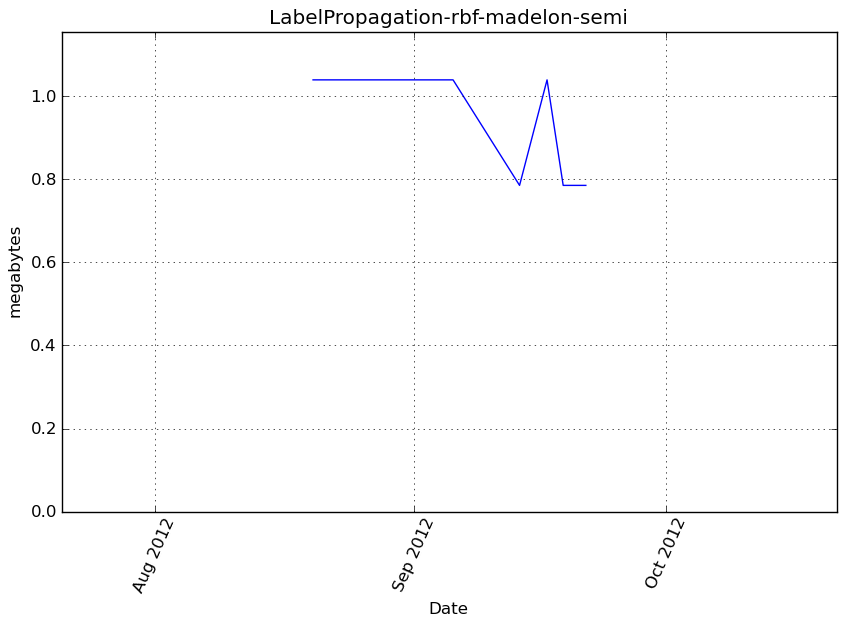 LabelPropagation-rbf-madelon-semi
1.0
0.8
0.6
0.4
0.2
0.0
megabytes
Aug 2012
Sep 2012
Oct 2012
Date